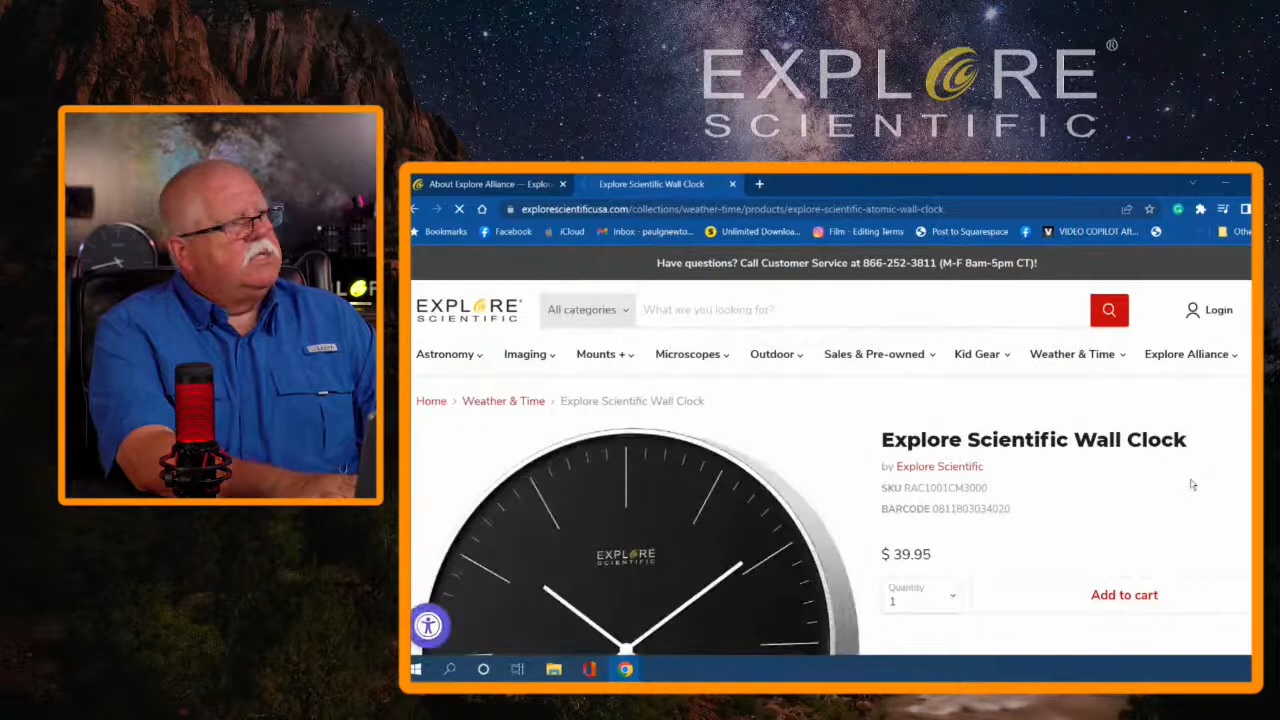 EXPLORE ®
SCIENTIFIC
About Explore Alliance — Explo
Explore Scientific Wall Clock
explorescientificusa.com/collections/weather-time/products/explore-scientific-atomic-wall-clock
Bookmarks Facebook iCloud Inbox - paulgnewto... Unlimited Downloa... Film - Editing Terms Post to Squarespace VIDEO COPILOT Aft... Othe
Have questions? Call Customer Service at 866-252-3811 (M-F 8am-5pm CT)!
EXPLORE
SCIENTIFIC
All categories What are you looking for? Login
Astronomy Imaging Mounts + Microscopes Outdoor Sales & Pre-owned Kid Gear Weather & Time Explore Alliance
Home > Weather & Time > Explore Scientific Wall Clock
EXPLORE
SCIENTIFIC
Explore Scientific Wall Clock
by Explore Scientific
SKU RAC1001CM3000
BARCODE 0811803034020
$ 39.95
Quantity
1
Add to cart